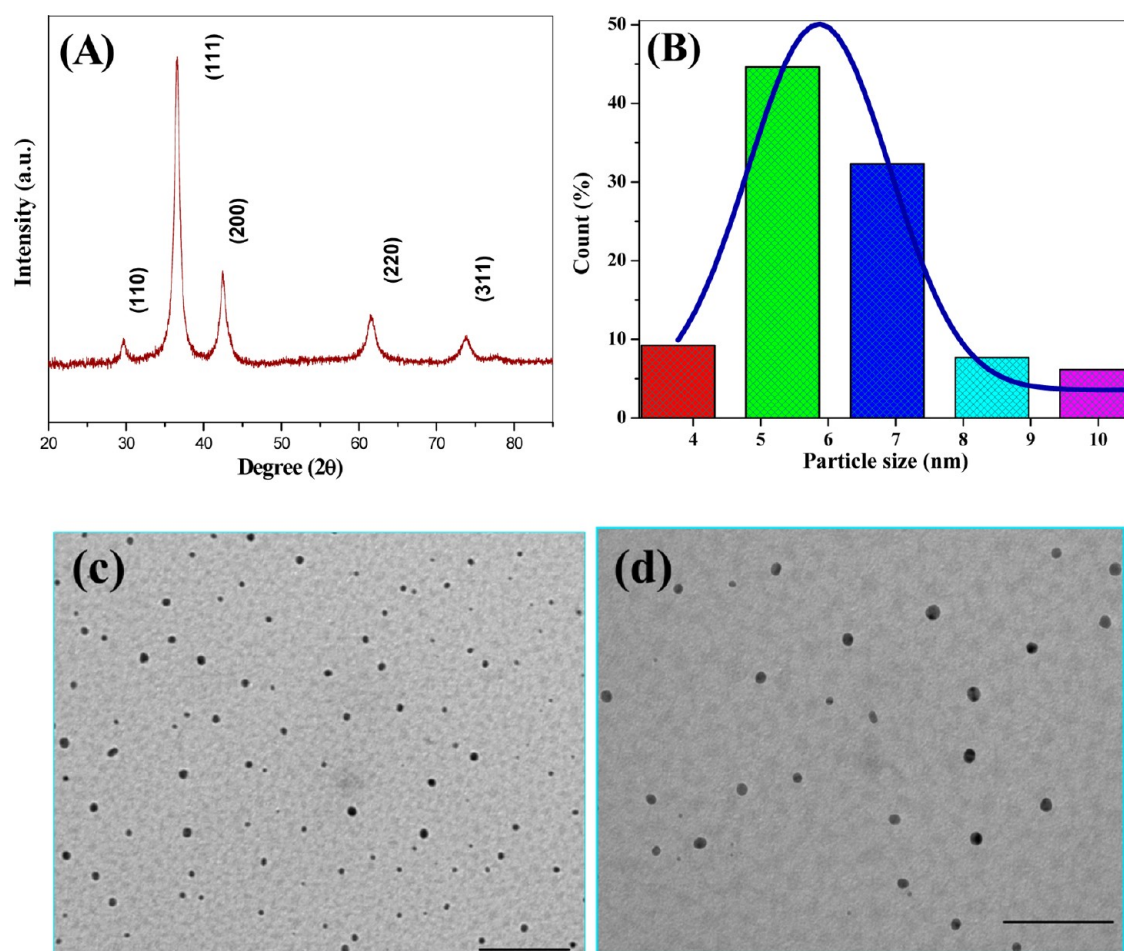 (A)
(111)
(200)
(110)
(220)
(311)
Intensity (a.u.)
20 30 40 50 60 70 80
Degree (2θ)
(B)
50
40
30
20
10
0
Count (%)
4 5 6 7 8 9 10
Particle size (nm)
(c)
(d)